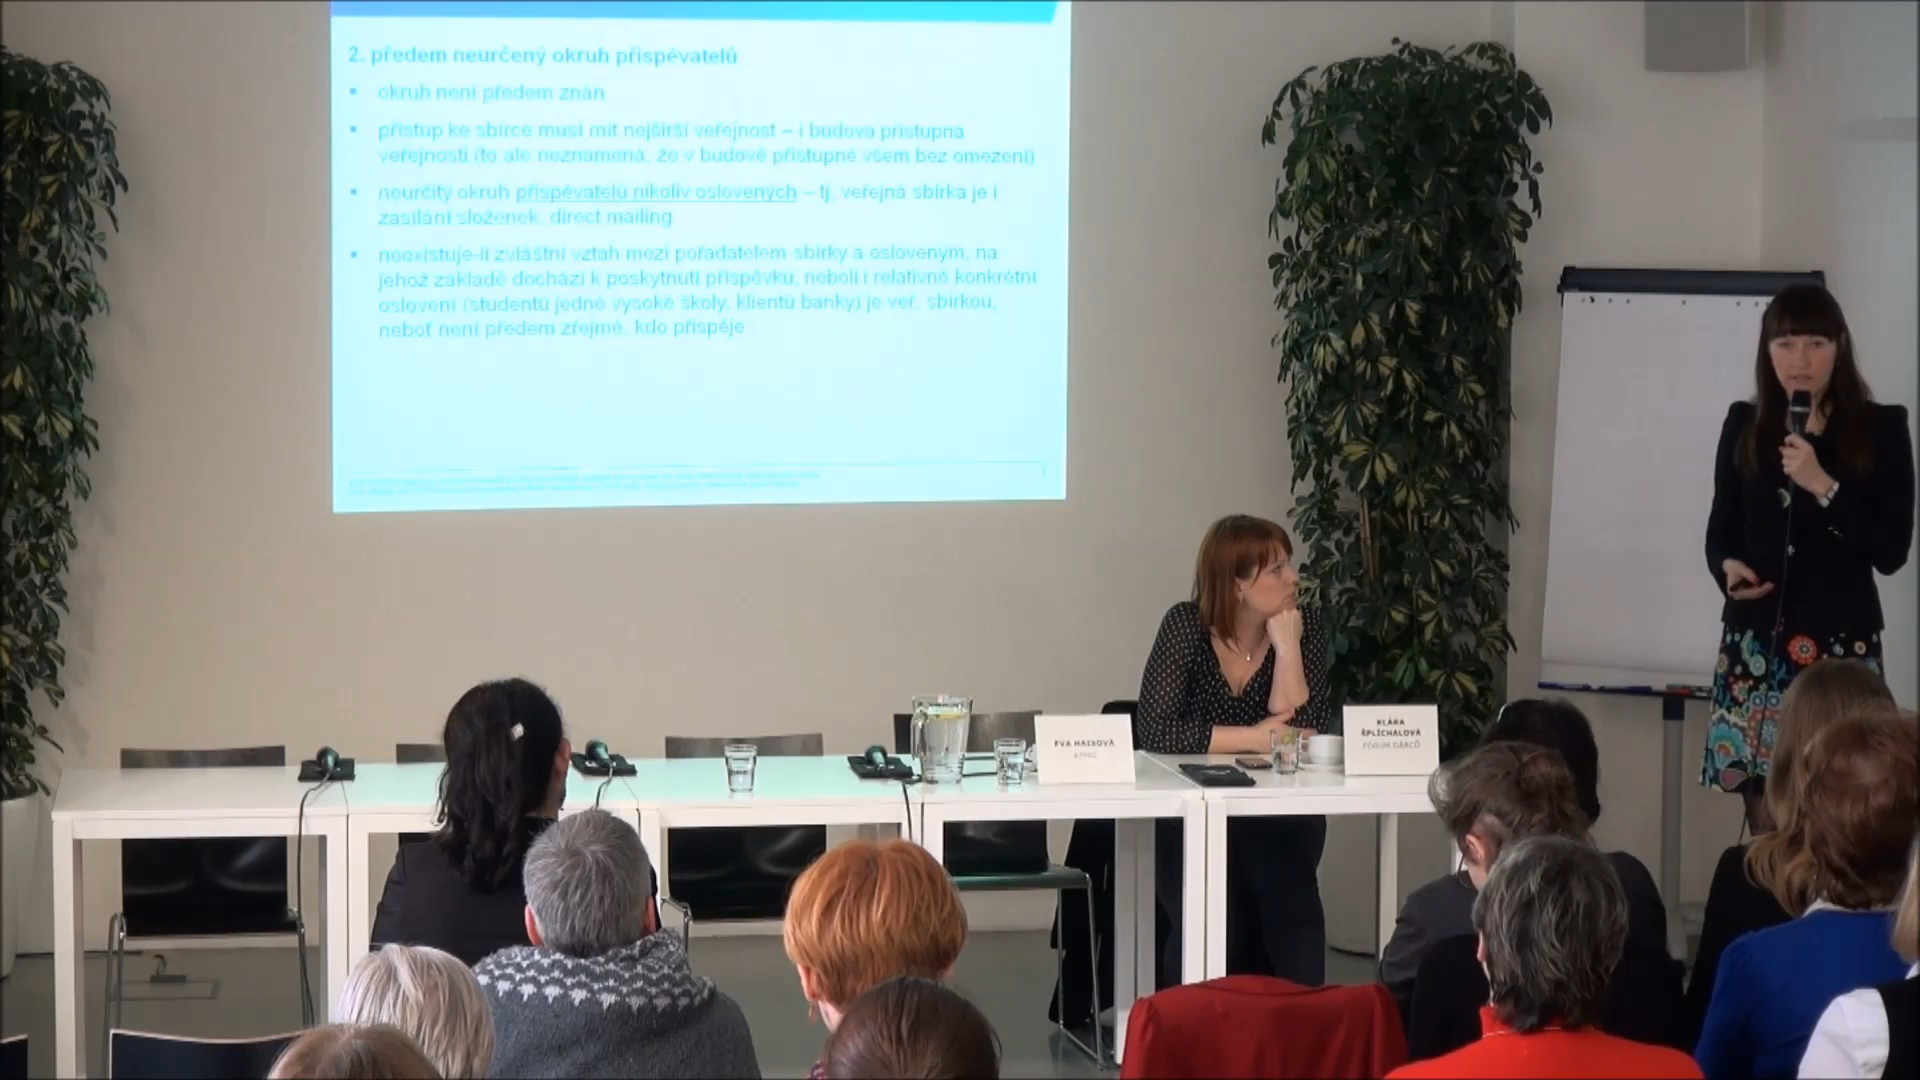 2. předem neurčený okruh přispěvatelů
▪ okruh není předem znán
▪ přístup ke sbírce musí mít nejširší veřejnost – i budova přístupná
veřejnosti (to ale neznamená, že v budově přístupné všem bez omezení)
▪ neurčitý okruh přispěvatelů nikoliv oslovených – tj. veřejná sbírka je i
zasílání složenek, direct mailing
▪ neexistuje-li zvláštní vztah mezi pořadatelem sbírky a osloveným, na
jehož základě dochází k poskytnutí příspěvku, neboli i relativně konkrétní
oslovení (studentů jedné vysoké školy, klientů banky) je veř. sbírkou,
neboť není předem zřejmé, kdo přispěje
EVA HAIXOVÁ
KPMG
KLÁRA
ŠPLÍCHALOVÁ
FÓRUM DÁRCŮ